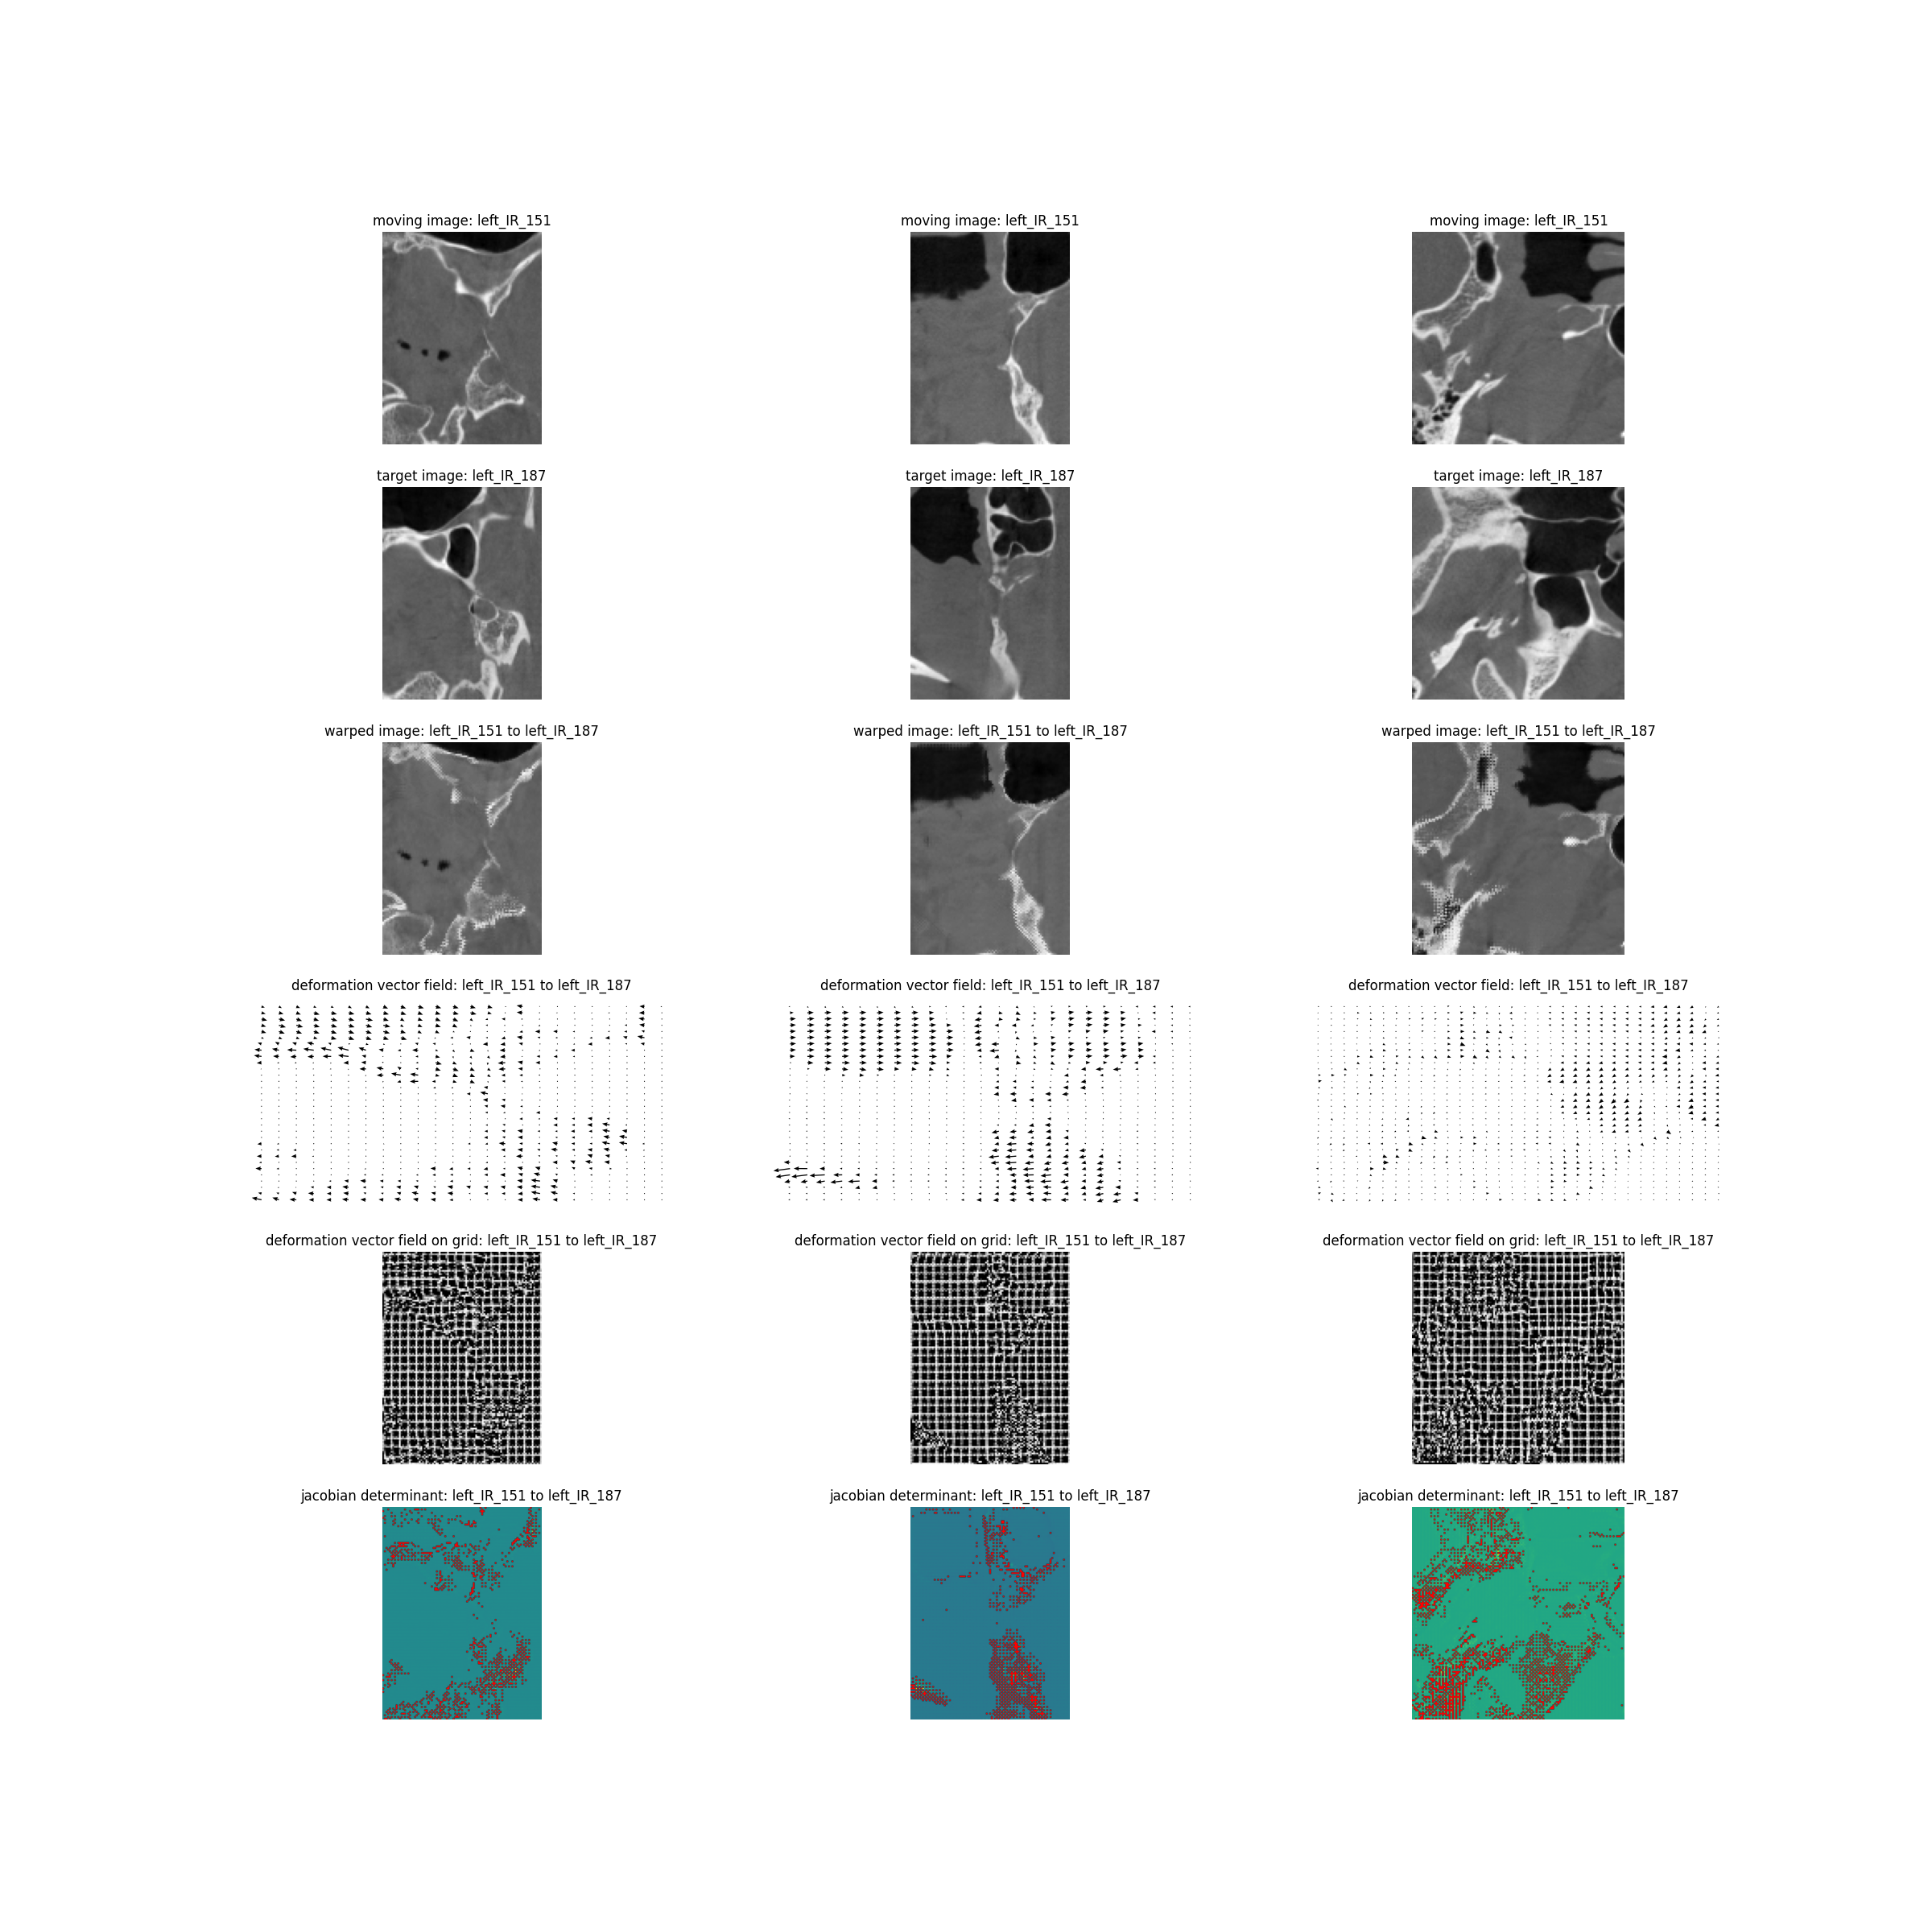 moving image: left_IR_151
moving image: left_IR_151
moving image: left_IR_151
target image: left_IR_187
target image: left_IR_187
target image: left_IR_187
warped image: left_IR_151 to left_IR_187
warped image: left_IR_151 to left_IR_187
warped image: left_IR_151 to left_IR_187
deformation vector field: left_IR_151 to left_IR_187
deformation vector field: left_IR_151 to left_IR_187
deformation vector field: left_IR_151 to left_IR_187
deformation vector field on grid: left_IR_151 to left_IR_187
deformation vector field on grid: left_IR_151 to left_IR_187
deformation vector field on grid: left_IR_151 to left_IR_187
jacobian determinant: left_IR_151 to left_IR_187
jacobian determinant: left_IR_151 to left_IR_187
jacobian determinant: left_IR_151 to left_IR_187